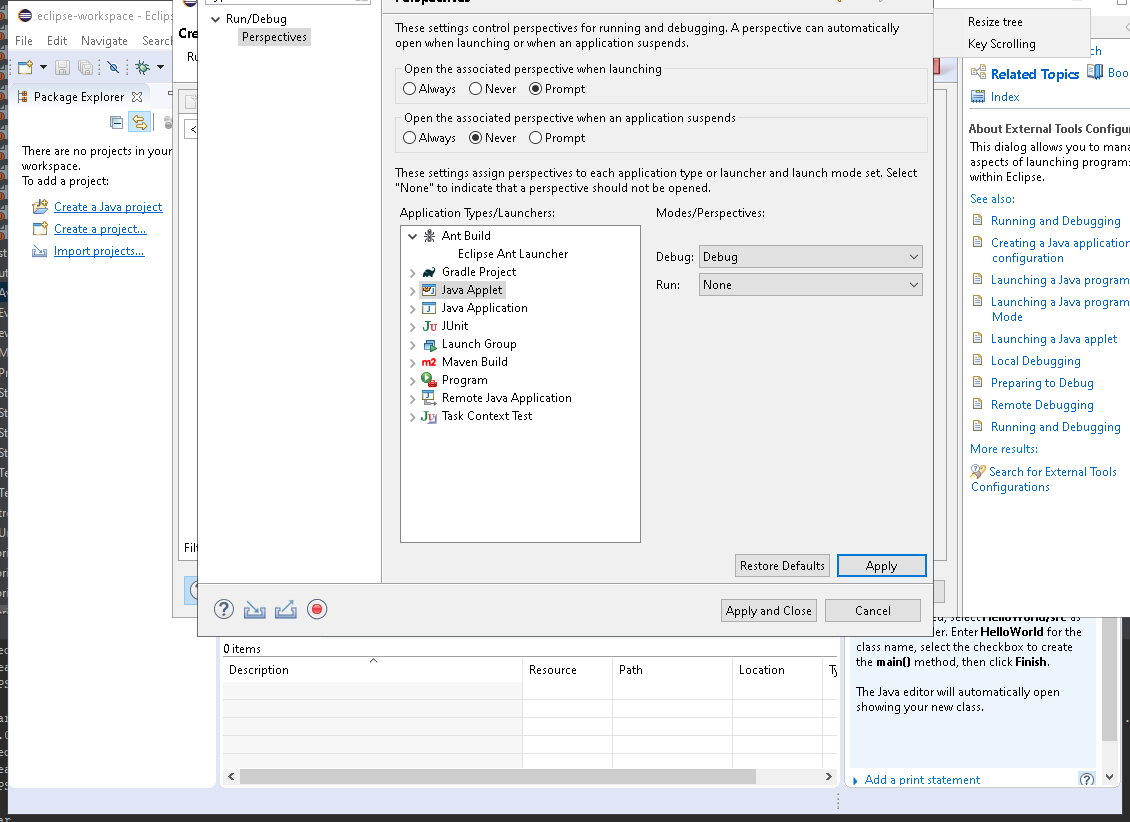 eclipse-workspace - Eclips
File Edit Navigate Search
Package Explorer
There are no projects in your
workspace.
To add a project:
Create a Java project
Create a project...
Import projects...
Cre
Run/Debug
Perspectives
Perspectives
These settings control perspectives for running and debugging. A perspective can automatically
open when launching or when an application suspends.
Open the associated perspective when launching
Always Never Prompt
Open the associated perspective when an application suspends
Always Never Prompt
These settings assign perspectives to each application type or launcher and launch mode set. Select
"None" to indicate that a perspective should not be opened.
Application Types/Launchers:
Modes/Perspectives:
Ant Build
Eclipse Ant Launcher
Gradle Project
Java Applet
Java Application
JUnit
Launch Group
Maven Build
Program
Remote Java Application
Task Context Test
Debug: Debug
Run: None
Restore Defaults Apply
Apply and Close Cancel
Filt
Resize tree
Key Scrolling
Related Topics Boo
Index
About External Tools Configur
This dialog allows you to mana
aspects of launching program
within Eclipse.
See also:
Running and Debugging
Creating a Java application
configuration
Launching a Java program
Launching a Java program
Mode
Launching a Java applet
Local Debugging
Preparing to Debug
Remote Debugging
Running and Debugging
More results:
Search for External Tools
Configurations
0 items
Description Resource Path Location Ty
select HelloWorld/src as
Enter HelloWorld for the
class name, select the checkbox to create
the main() method, then click Finish.
The Java editor will automatically open
showing your new class.
Add a print statement